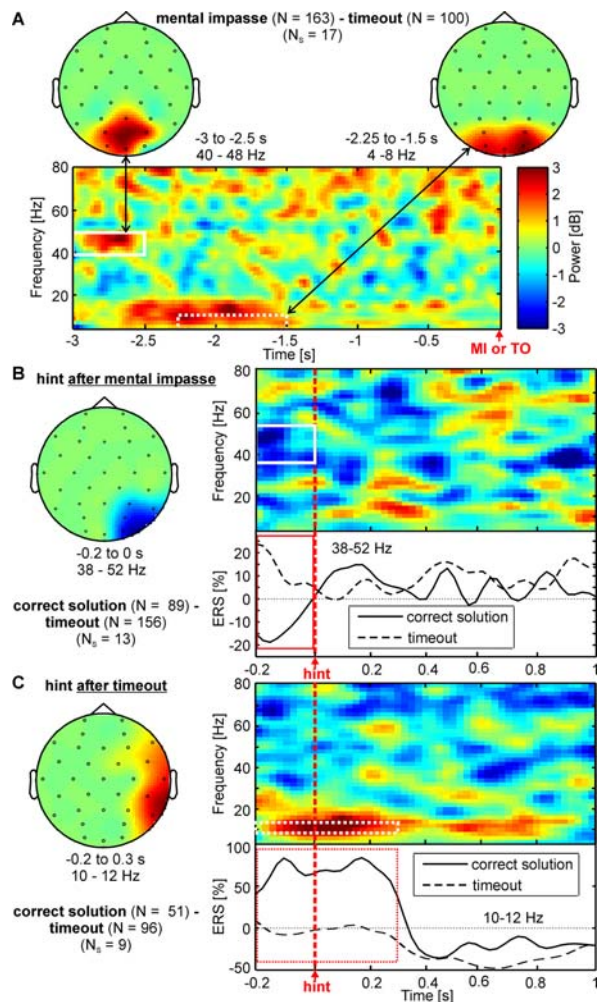 A
mental impasse (N = 163) - timeout (N = 100)
(Ns = 17)
-3 to -2.5 s
40 - 48 Hz
-2.25 to -1.5 s
4 -8 Hz
80
60
40
20
Frequency [Hz]
-3
-2.5
-2
-1.5
-1
-0.5
Time [s]
MI or TO
3
2
1
0
-1
-2
-3
Power [dB]
B
hint after mental impasse
-0.2 to 0 s
38 - 52 Hz
correct solution (N = 89) -
timeout (N = 156)
(Ns = 13)
80
60
40
20
Frequency [Hz]
38-52 Hz
20
10
0
-10
-20
ERS [%]
correct solution
timeout
-0.2
hint
0.2
0.4
0.6
0.8
1
C
hint after timeout
-0.2 to 0.3 s
10 - 12 Hz
correct solution (N = 51) -
timeout (N = 96)
(Ns = 9)
80
60
40
20
Frequency [Hz]
100
50
0
-50
ERS [%]
correct solution
timeout
10-12 Hz
-0.2
hint
0.2
0.4
0.6
0.8
1
Time [s]